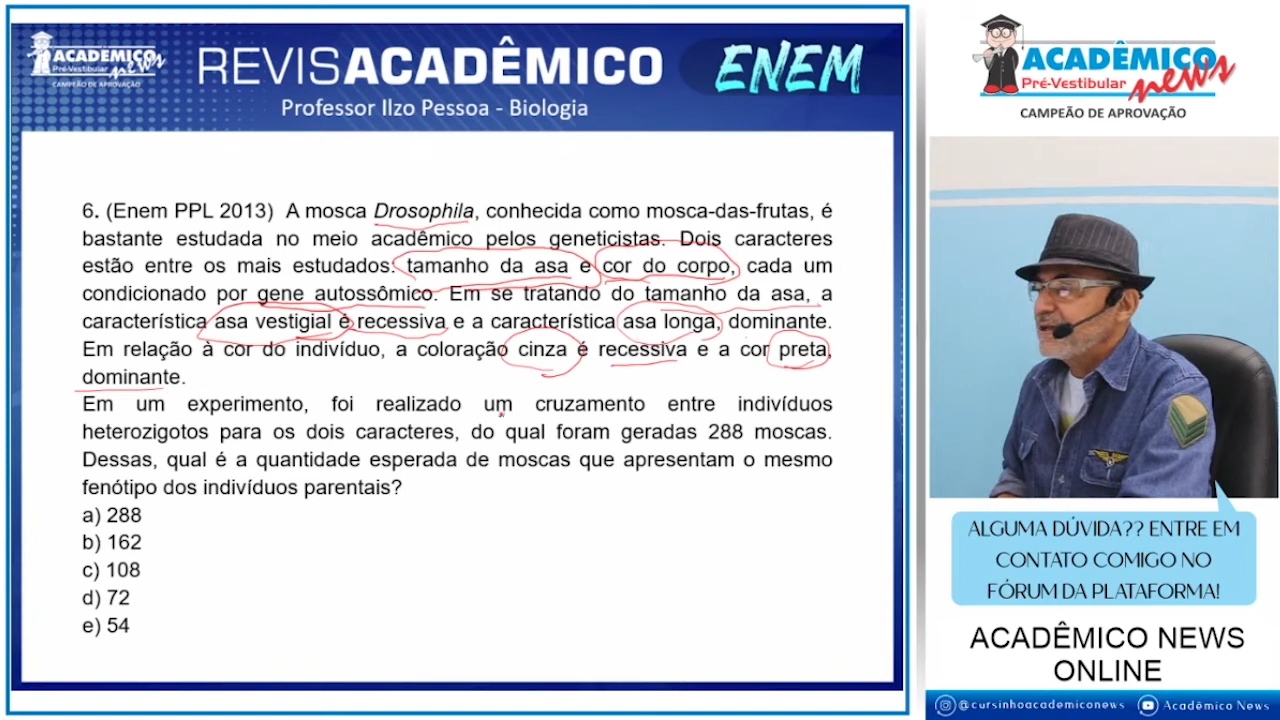 ACADÊMICO
Pré-Vestibular news
CAMPEÃO DE APROVAÇÃO
REVISACADÊMICO
ENEM
Professor Ilzo Pessoa - Biologia
6. (Enem PPL 2013) A mosca Drosophila, conhecida como mosca-das-frutas, é
bastante estudada no meio acadêmico pelos geneticistas. Dois caracteres
estão entre os mais estudados: tamanho da asa e cor do corpo, cada um
condicionado por gene autossômico. Em se tratando do tamanho da asa, a
característica asa vestigial é recessiva e a característica asa longa, dominante.
Em relação à cor do indivíduo, a coloração cinza é recessiva e a cor preta,
dominante.
Em um experimento, foi realizado um cruzamento entre indivíduos
heterozigotos para os dois caracteres, do qual foram geradas 288 moscas.
Dessas, qual é a quantidade esperada de moscas que apresentam o mesmo
fenótipo dos indivíduos parentais?
a) 288
b) 162
c) 108
d) 72
e) 54
ACADÊMICO
Pré-Vestibular news
CAMPEÃO DE APROVAÇÃO
ALGUMA DÚVIDA?? ENTRE EM
CONTATO COMIGO NO
FÓRUM DA PLATAFORMA!
ACADÊMICO NEWS
ONLINE
@cursinhoacademiconews Acadêmico News